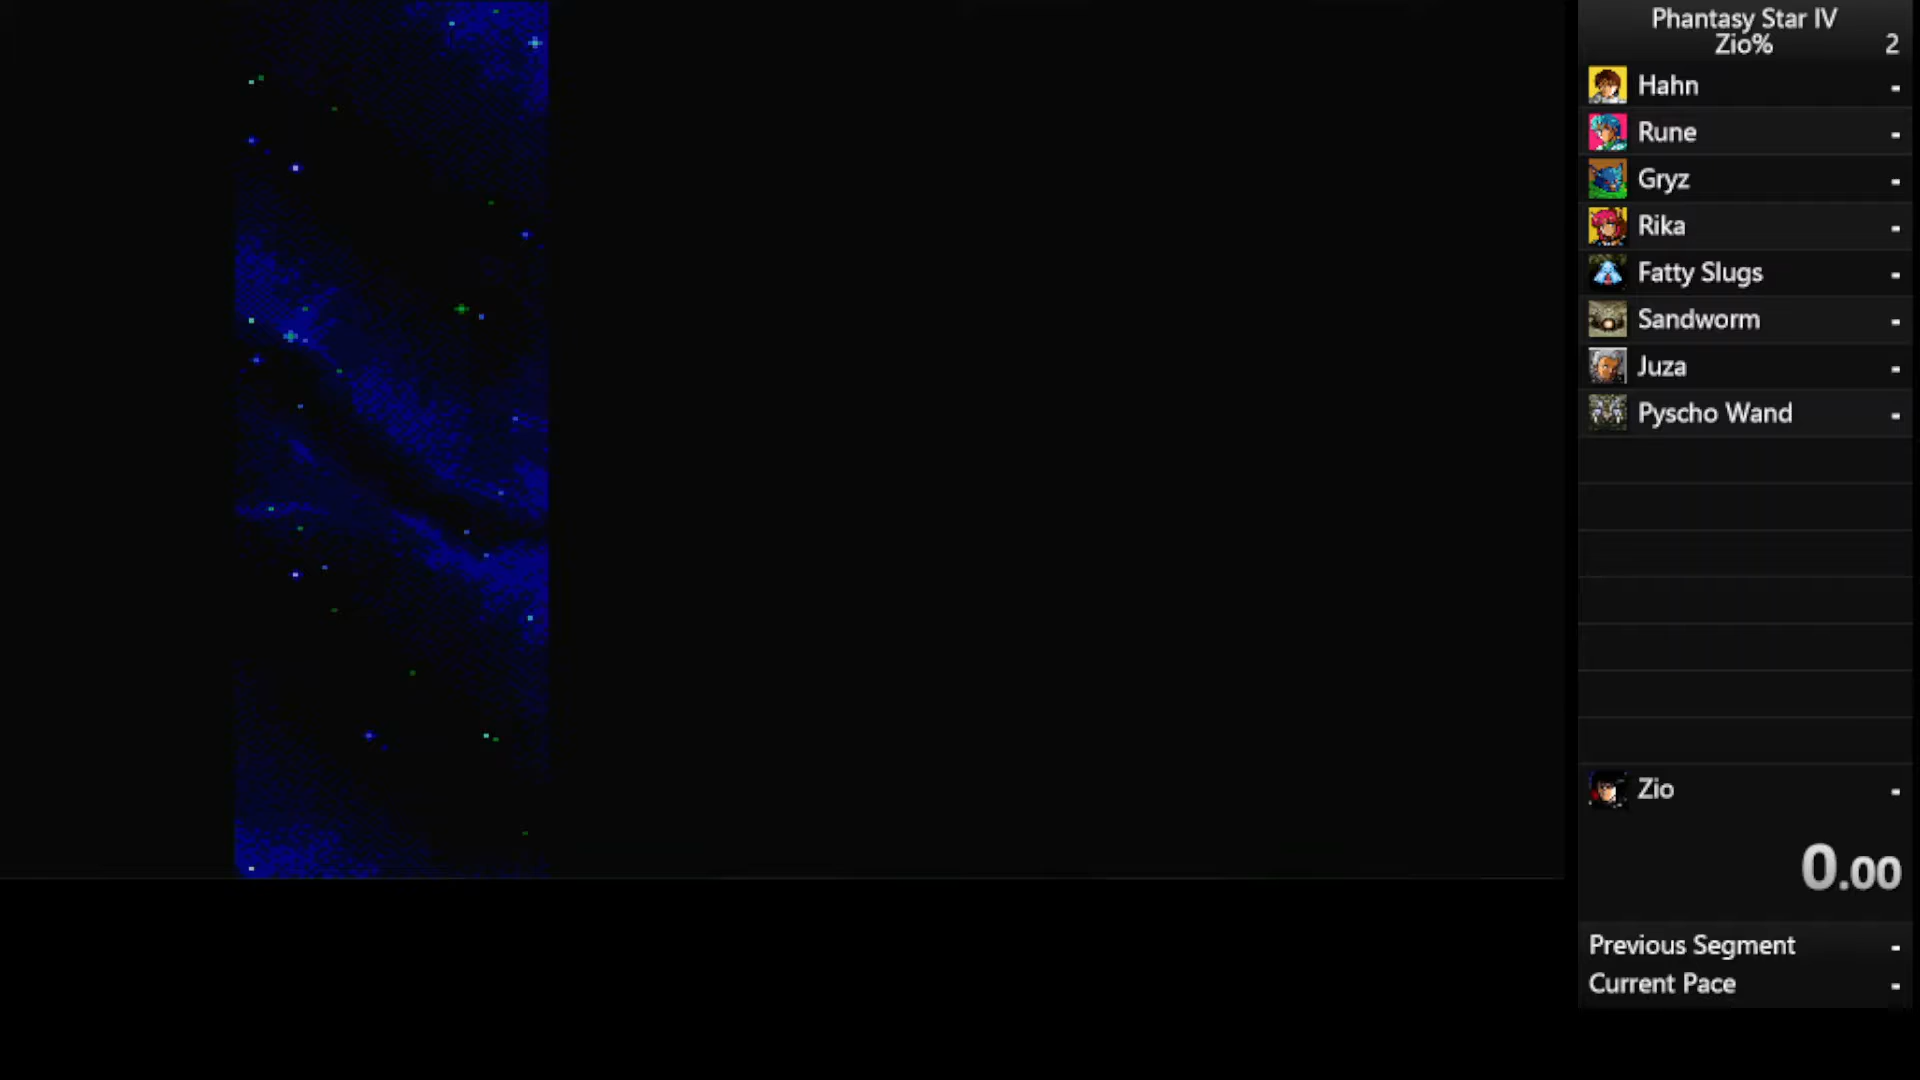 Phantasy Star IV
Zio% 2
Hahn -
Rune -
Gryz -
Rika -
Fatty Slugs -
Sandworm -
Juza -
Pyscho Wand -
Zio -
0.00
Previous Segment -
Current Pace -